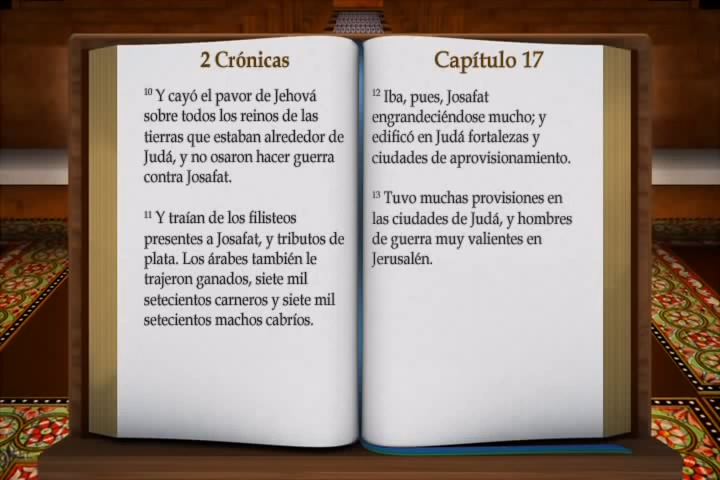 2 Crónicas
¹⁰ Y cayó el pavor de Jehová
sobre todos los reinos de las
tierras que estaban alrededor de
Judá, y no osaron hacer guerra
contra Josafat.
¹¹ Y traían de los filisteos
presentes a Josafat, y tributos de
plata. Los árabes también le
trajeron ganados, siete mil
setecientos carneros y siete mil
setecientos machos cabríos.
Capítulo 17
¹² Iba, pues, Josafat
engrandeciéndose mucho; y
edificó en Judá fortalezas y
ciudades de aprovisionamiento.
¹³ Tuvo muchas provisiones en
las ciudades de Judá, y hombres
de guerra muy valientes en
Jerusalén.